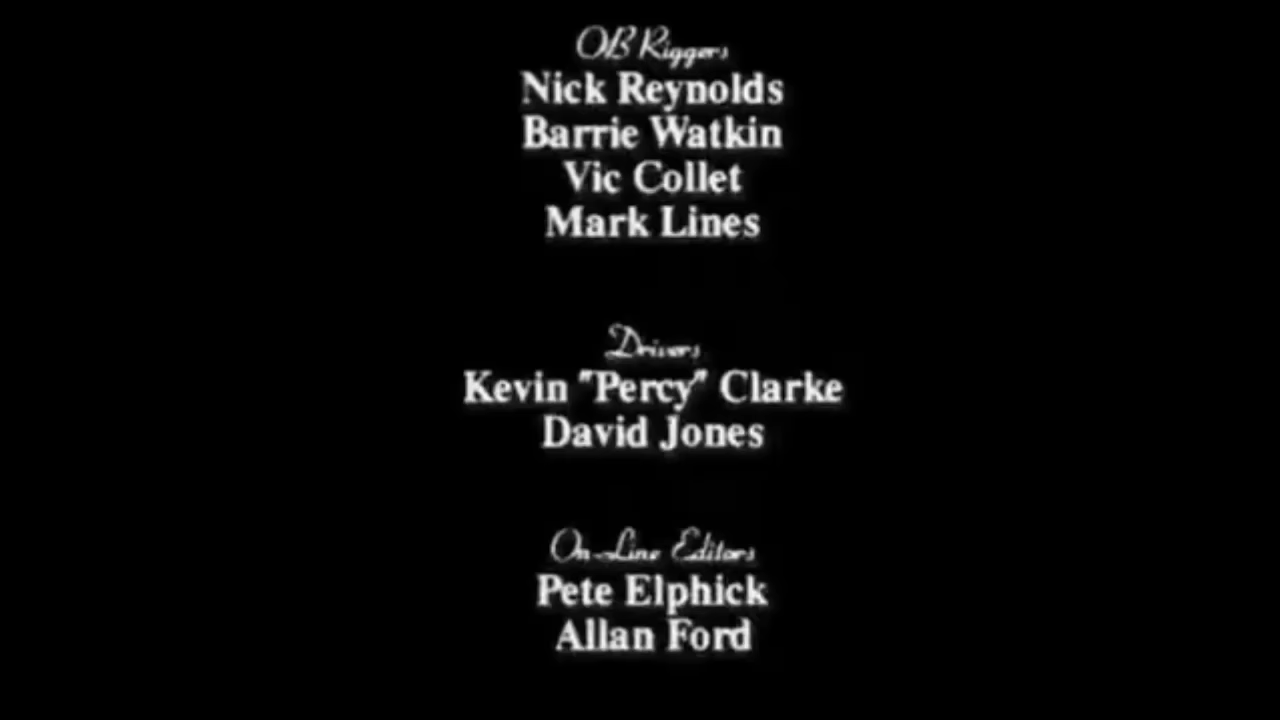 OB Riggers
Nick Reynolds
Barrie Watkin
Vic Collet
Mark Lines
Drivers
Kevin "Percy" Clarke
David Jones
On-Line Editors
Pete Elphick
Allan Ford